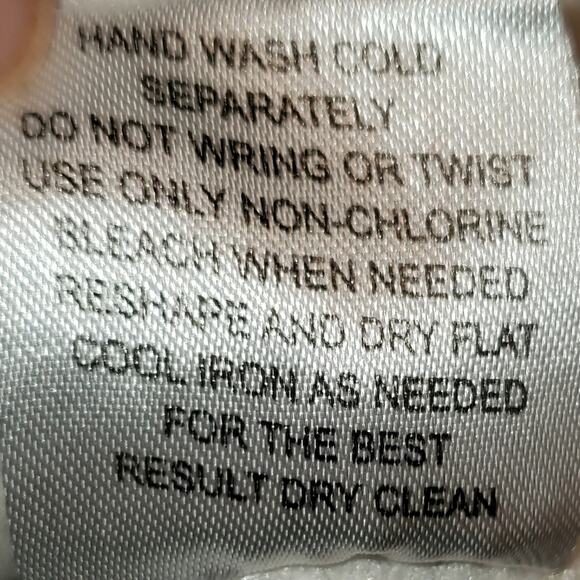 HAND WASH COLD
SEPARATELY
DO NOT WRING OR TWIST
USE ONLY NON-CHLORINE
BLEACH WHEN NEEDED
RESHAPE AND DRY FLAT
COOL IRON AS NEEDED
FOR THE BEST
RESULT DRY CLEAN